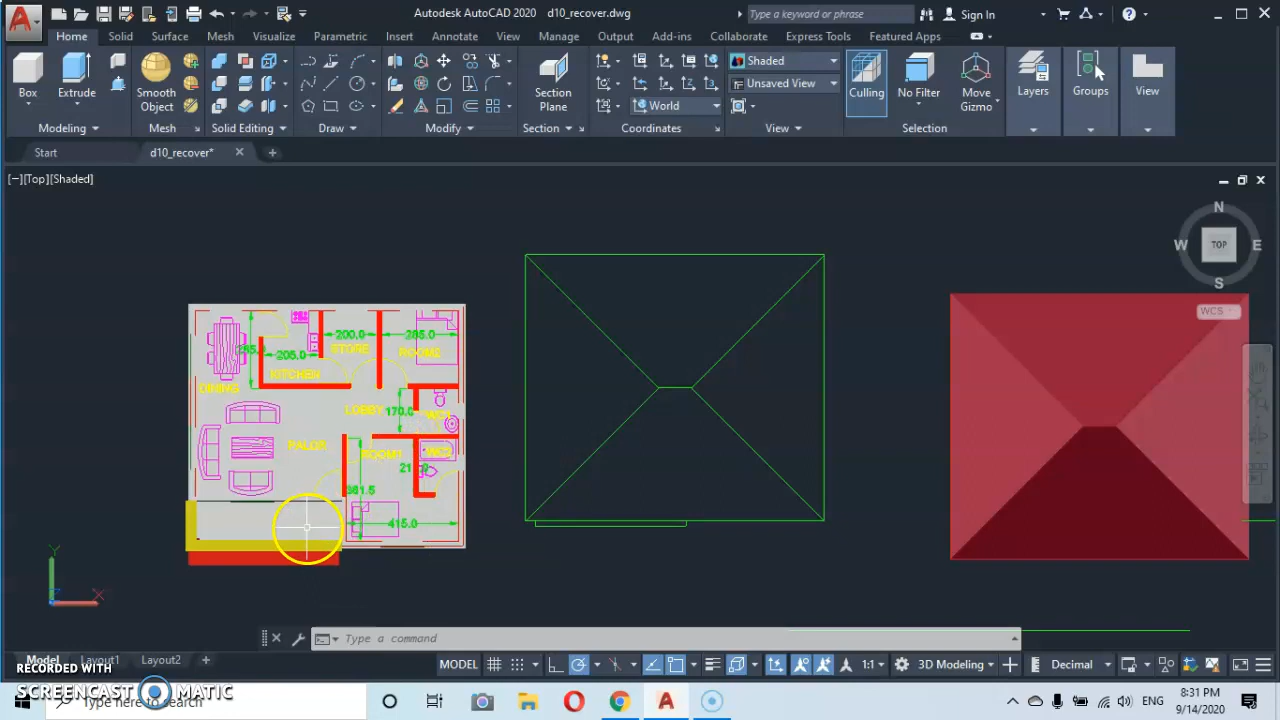 Autodesk AutoCAD 2020 d10_recover.dwg
Type a keyword or phrase
Sign In
Home Solid Surface Mesh Visualize Parametric Insert Annotate View Manage Output Add-ins Collaborate Express Tools Featured Apps
Box
Extrude
Smooth Object
Section Plane
Shaded
Unsaved View
World
Culling
No Filter
Move Gizmo
Layers
Groups
View
Modeling
Mesh
Solid Editing
Draw
Modify
Section
Coordinates
View
Selection
Start
d10_recover*
[−][Top][Shaded]
N
W TOP E
S
WCS
200.0
205.0
STORE
ROOM2
KITCHEN
DINING
LOBBY 170.0
PALOR
ROOM1
WC2
415.0
Y
X
Type a command
Model Layout1 Layout2
MODEL
1:1
3D Modeling
Decimal
RECORDED WITH
SCREENCAST MATIC
Type here to search
ENG
8:31 PM
9/14/2020